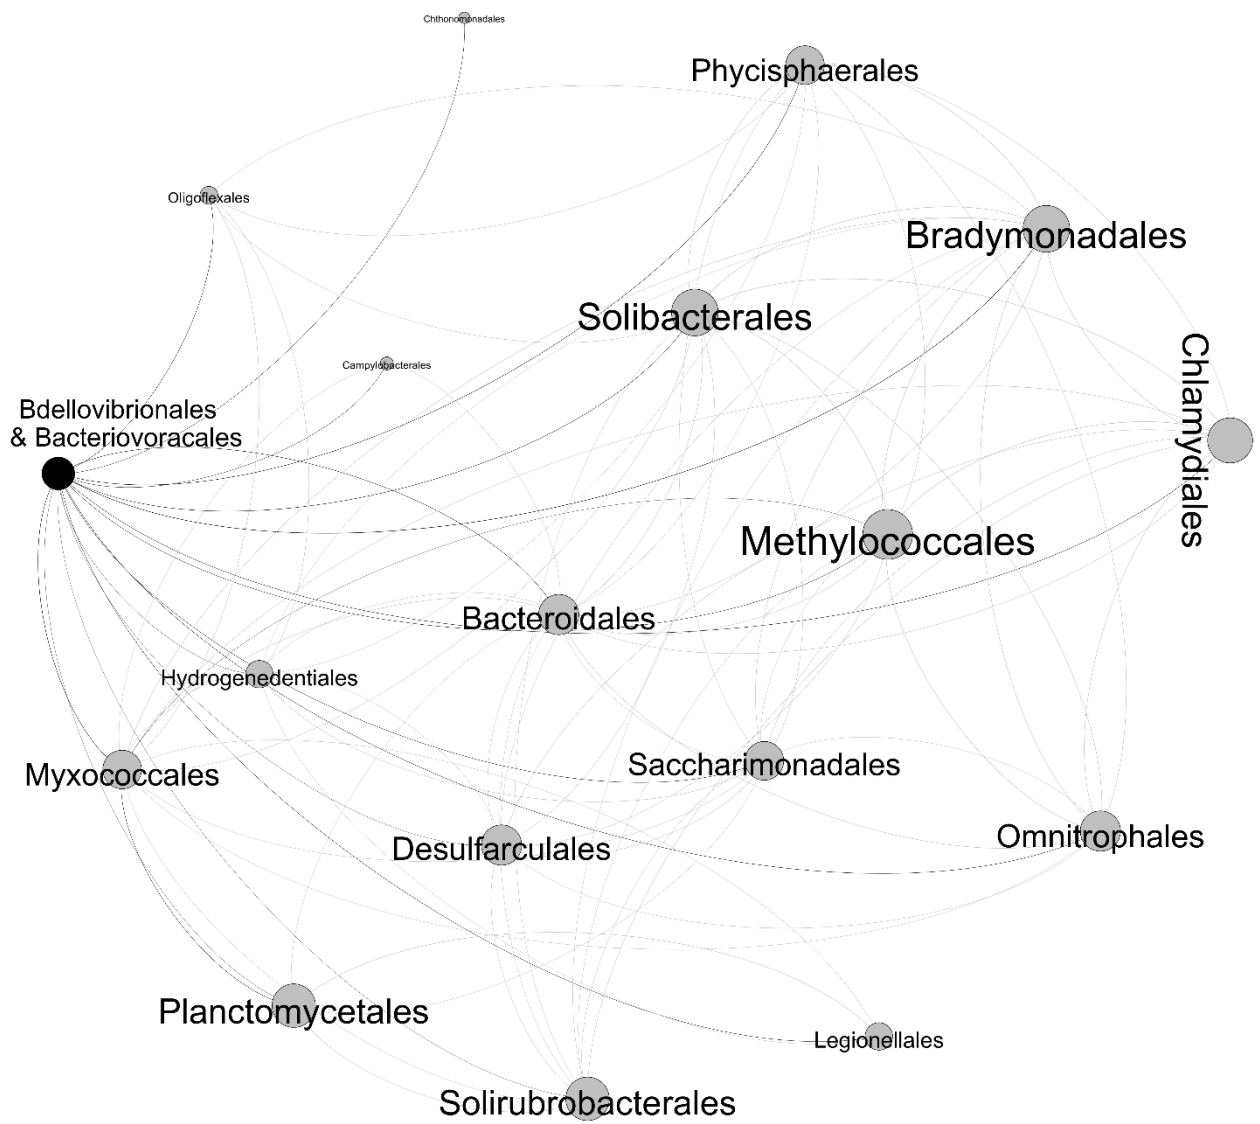 Chthonomonadales
Phycisphaerales
Oligoflexales
Bradymonadales
Solibacterales
Campylobacterales
Chlamydiales
Bdellovibrionales
& Bacteriovoracales
Methylococcales
Bacteroidales
Hydrogenedentiales
Saccharimonadales
Myxococcales
Omnitrophales
Desulfarculales
Planctomycetales
Legionellales
Solirubrobacterales